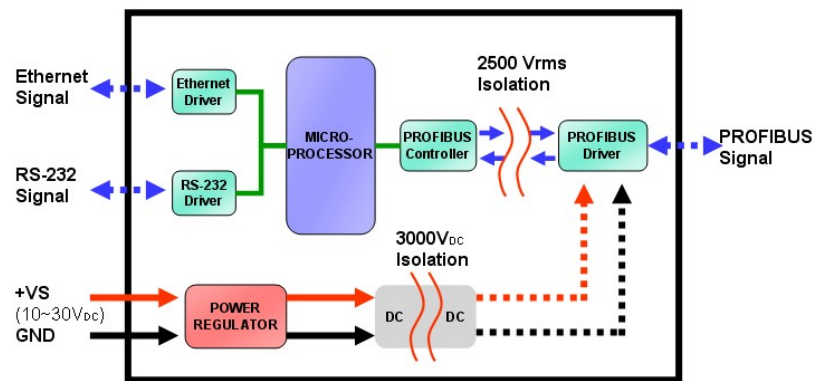 2500 Vrms
Isolation
Ethernet
Signal
Ethernet
Driver
MICRO-
PROCESSOR
PROFIBUS
Controller
PROFIBUS
Driver
PROFIBUS
Signal
RS-232
Signal
RS-232
Driver
3000VDC
Isolation
+VS
(10~30VDC)
GND
POWER
REGULATOR
DC
DC